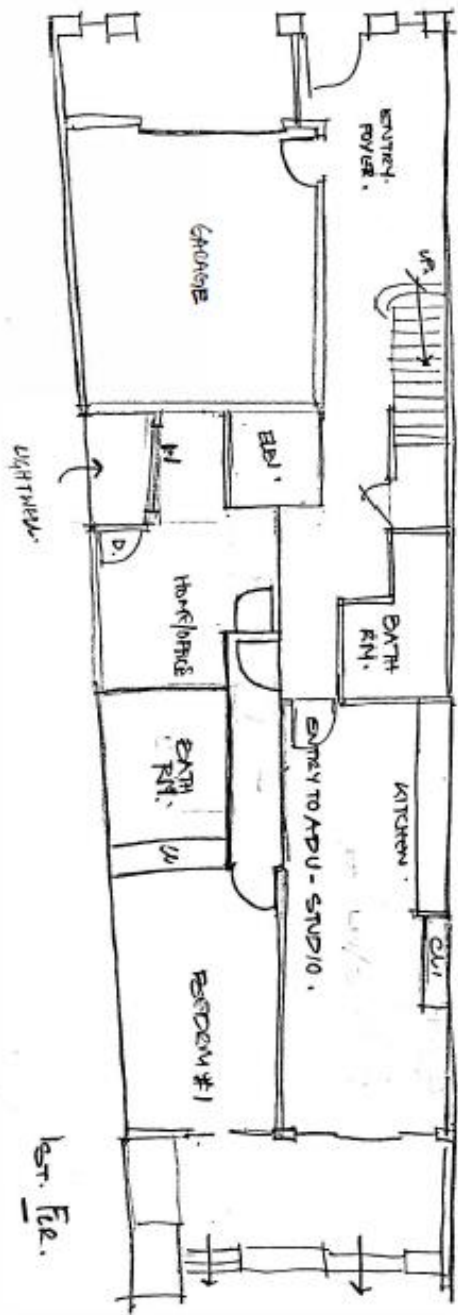 ENTRY
FOYER.
UP.
GARAGE
ELEV.
LIGHTWELL
W
D.
HOME/OFFICE
BATH
RM.
BATH
RM.
ENTRY TO ADU - STUDIO.
KITCHEN
BEDRM #1
1ST. FLR.